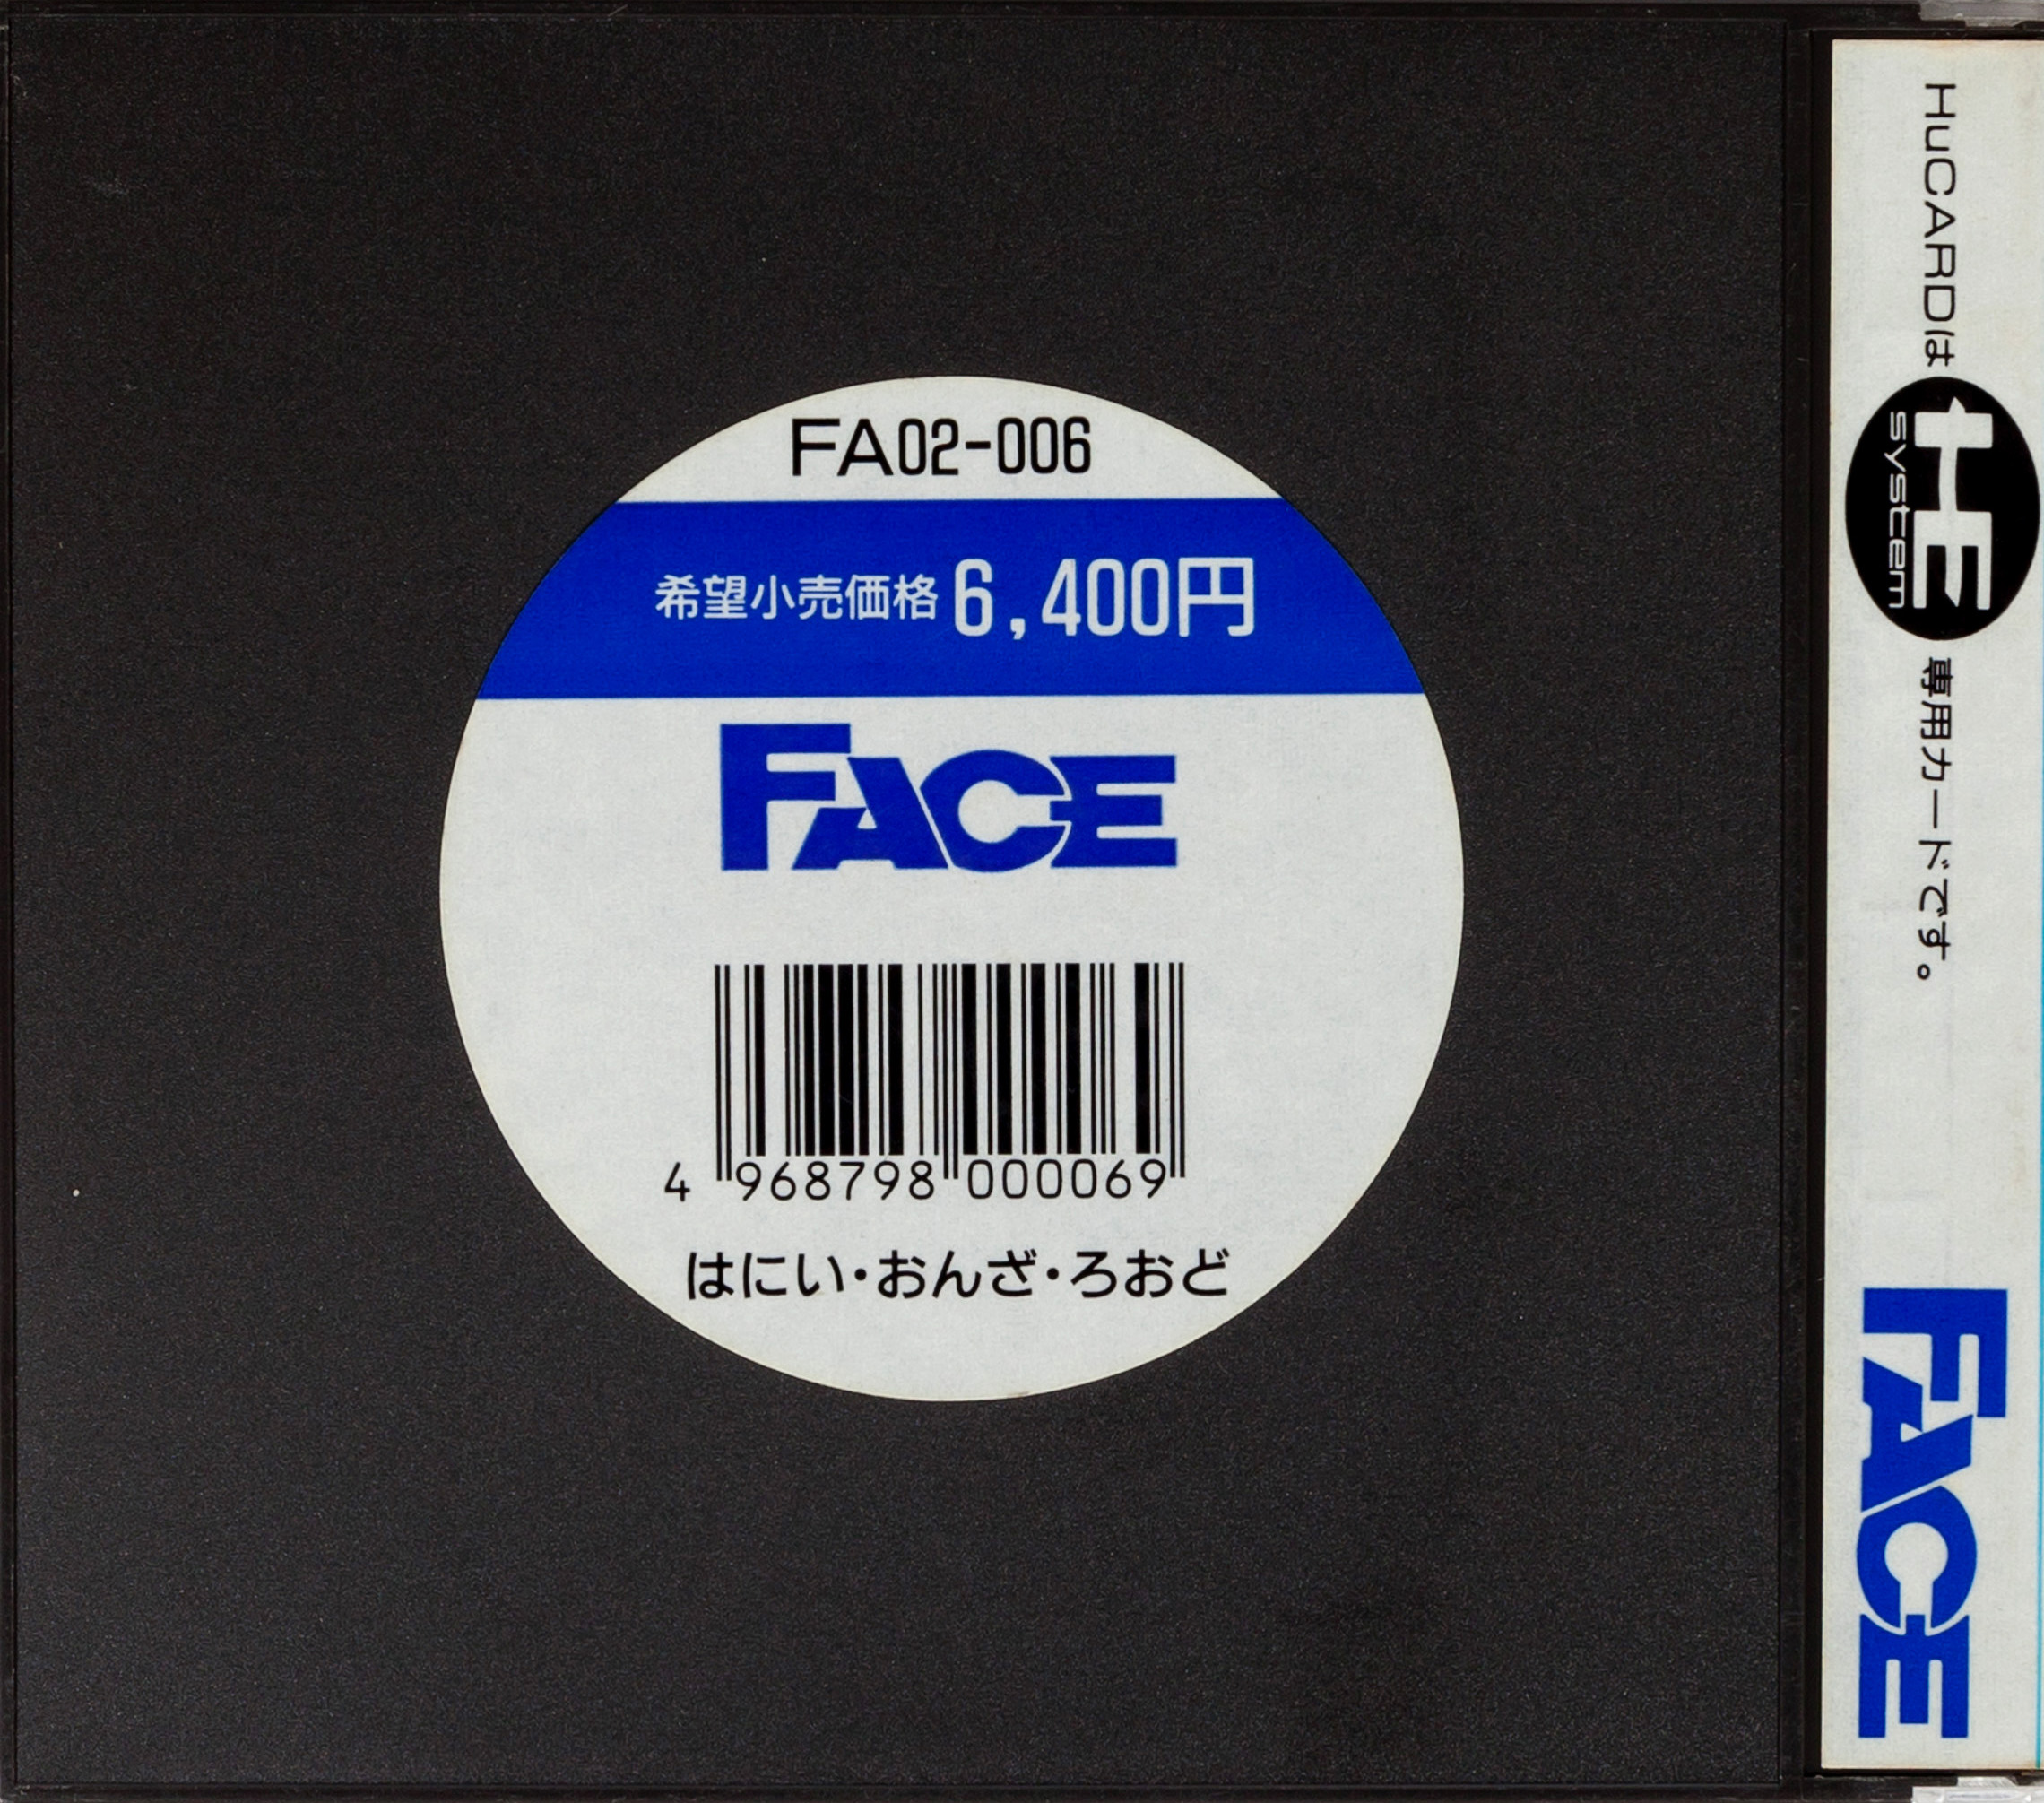 FA02-006
希望小売価格 6,400円
FACE
4 968798 000069
はにい・おんざ・ろおど
HuCARDは HE system 専用カードです。
FACE